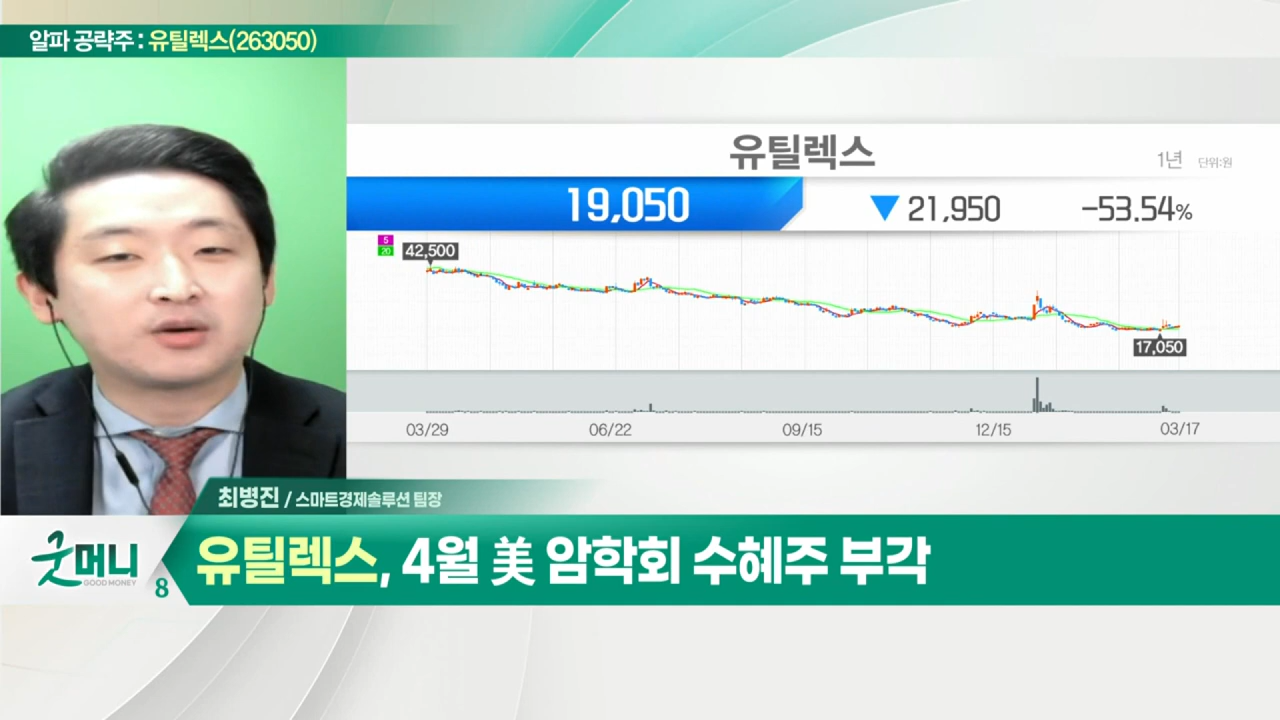 알파 공략주 : 유틸렉스(263050)
유틸렉스
1년 단위:원
19,050 ▼ 21,950 -53.54%
5
20
42,500
17,050
03/29 06/22 09/15 12/15 03/17
최병진 / 스마트경제솔루션 팀장
굿머니
GOOD MONEY
8
유틸렉스, 4월 美 암학회 수혜주 부각